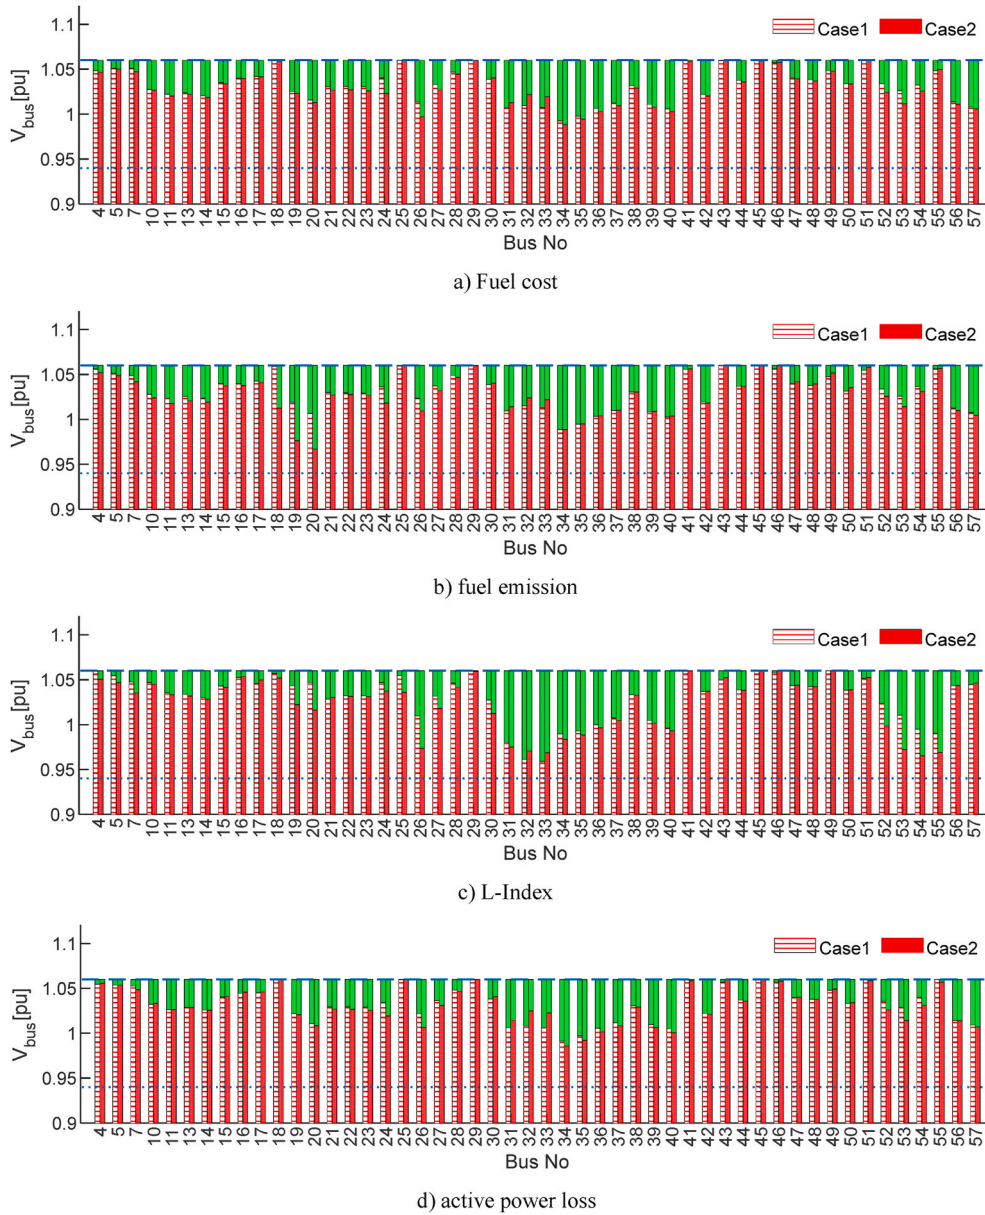 1.1
Case1 Case2
1.05
1
0.95
0.9
V_bus[pu]
4 5 7 10 11 13 14 15 16 17 18 19 20 21 22 23 24 25 26 27 28 29 30 31 32 33 34 35 36 37 38 39 40 41 42 43 44 45 46 47 48 49 50 51 52 53 54 55 56 57
Bus No
a) Fuel cost
1.1
Case1 Case2
1.05
1
0.95
0.9
V_bus[pu]
4 5 7 10 11 13 14 15 16 17 18 19 20 21 22 23 24 25 26 27 28 29 30 31 32 33 34 35 36 37 38 39 40 41 42 43 44 45 46 47 48 49 50 51 52 53 54 55 56 57
Bus No
b) fuel emission
1.1
Case1 Case2
1.05
1
0.95
0.9
V_bus[pu]
4 5 7 10 11 13 14 15 16 17 18 19 20 21 22 23 24 25 26 27 28 29 30 31 32 33 34 35 36 37 38 39 40 41 42 43 44 45 46 47 48 49 50 51 52 53 54 55 56 57
Bus No
c) L-Index
1.1
Case1 Case2
1.05
1
0.95
0.9
V_bus[pu]
4 5 7 10 11 13 14 15 16 17 18 19 20 21 22 23 24 25 26 27 28 29 30 31 32 33 34 35 36 37 38 39 40 41 42 43 44 45 46 47 48 49 50 51 52 53 54 55 56 57
Bus No
d) active power loss